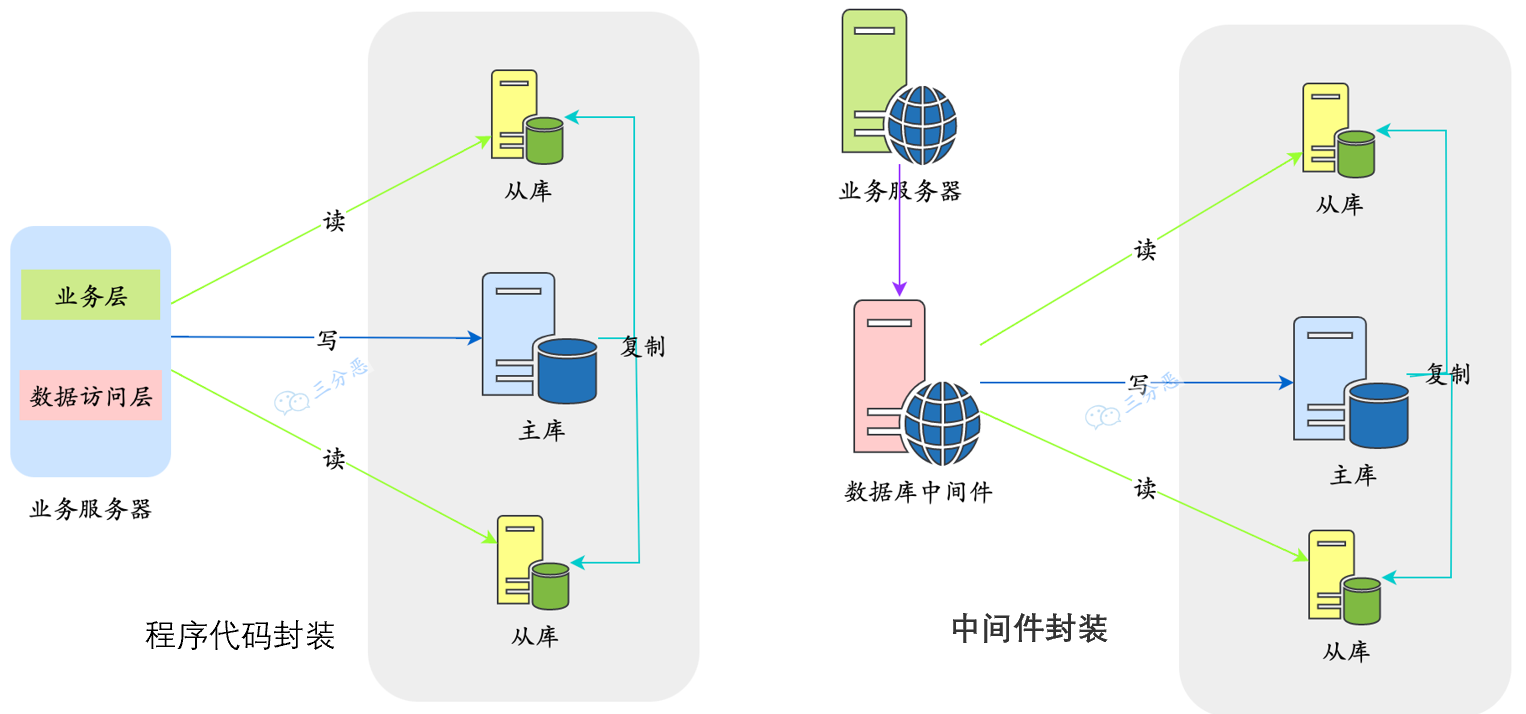 从库
读
业务层
写
复制
数据访问层
三分恶
主库
读
业务服务器
从库
程序代码封装
业务服务器
从库
读
写
复制
三分恶
主库
数据库中间件
读
从库
中间件封装